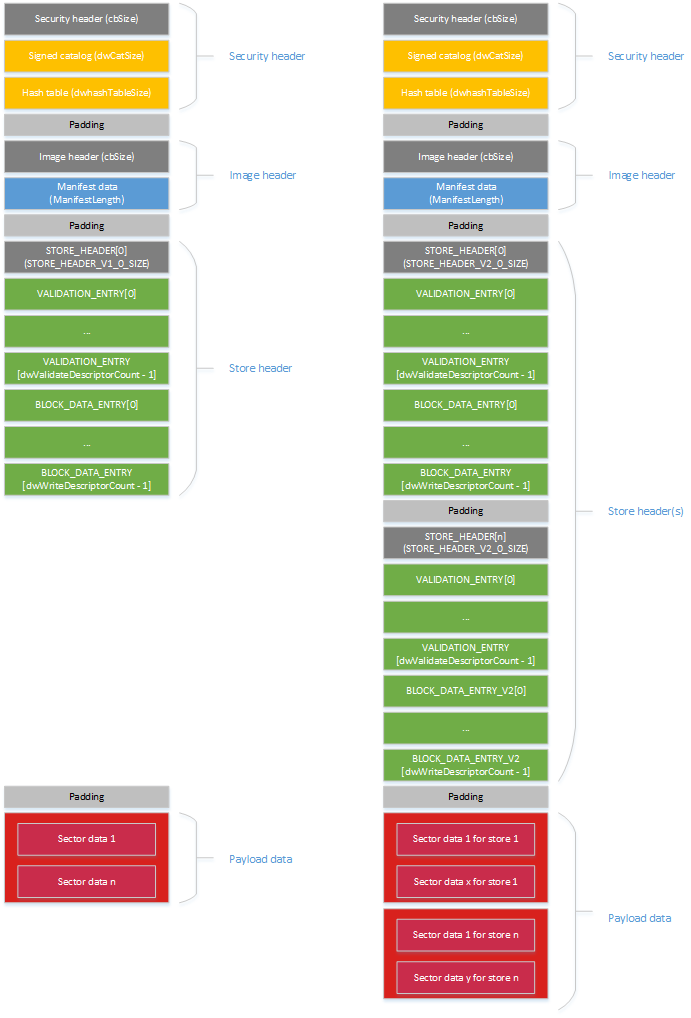 Security header (cbSize)
Signed catalog (dwCatSize)
Hash table (dwhashTableSize)
Security header
Padding
Image header (cbSize)
Manifest data
(ManifestLength)
Image header
Padding
STORE_HEADER[0]
(STORE_HEADER_V1_0_SIZE)
VALIDATION_ENTRY[0]
...
VALIDATION_ENTRY
[dwValidateDescriptorCount - 1]
BLOCK_DATA_ENTRY[0]
...
BLOCK_DATA_ENTRY
[dwWriteDescriptorCount - 1]
Store header
Padding
Sector data 1
Sector data n
Payload data
Security header (cbSize)
Signed catalog (dwCatSize)
Hash table (dwhashTableSize)
Security header
Padding
Image header (cbSize)
Manifest data
(ManifestLength)
Image header
Padding
STORE_HEADER[0]
(STORE_HEADER_V2_0_SIZE)
VALIDATION_ENTRY[0]
...
VALIDATION_ENTRY
[dwValidateDescriptorCount - 1]
BLOCK_DATA_ENTRY[0]
...
BLOCK_DATA_ENTRY
[dwWriteDescriptorCount - 1]
Padding
STORE_HEADER[n]
(STORE_HEADER_V2_0_SIZE)
VALIDATION_ENTRY[0]
...
VALIDATION_ENTRY
[dwValidateDescriptorCount - 1]
BLOCK_DATA_ENTRY_V2[0]
...
BLOCK_DATA_ENTRY_V2
[dwWriteDescriptorCount - 1]
Store header(s)
Padding
Sector data 1 for store 1
Sector data x for store 1
Sector data 1 for store n
Sector data y for store n
Payload data